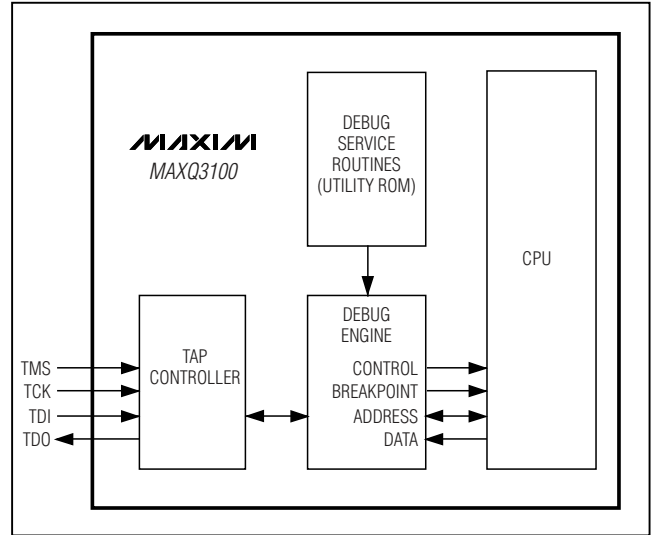 MAXIM
MAXQ3100
DEBUG
SERVICE
ROUTINES
(UTILITY ROM)
CPU
TAP
CONTROLLER
DEBUG
ENGINE
CONTROL
BREAKPOINT
ADDRESS
DATA
TMS
TCK
TDI
TDO